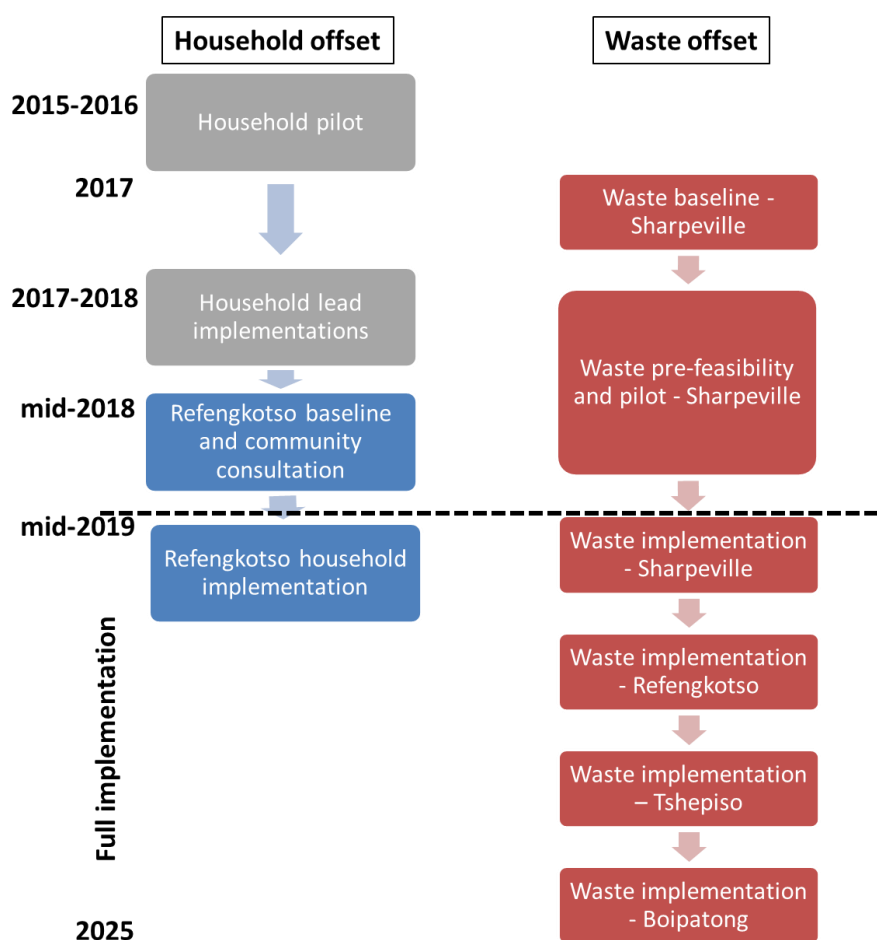 Household offset
Waste offset
2015-2016
Household pilot
2017
Waste baseline -
Sharpeville
2017-2018
Household lead
implementations
Waste pre-feasibility
and pilot - Sharpeville
mid-2018
Refengkotso baseline
and community
consultation
mid-2019
Waste implementation
- Sharpeville
Refengkotso household
implementation
Full implementation
Waste implementation
- Refengkotso
Waste implementation
– Tshepiso
Waste implementation
- Boipatong
2025